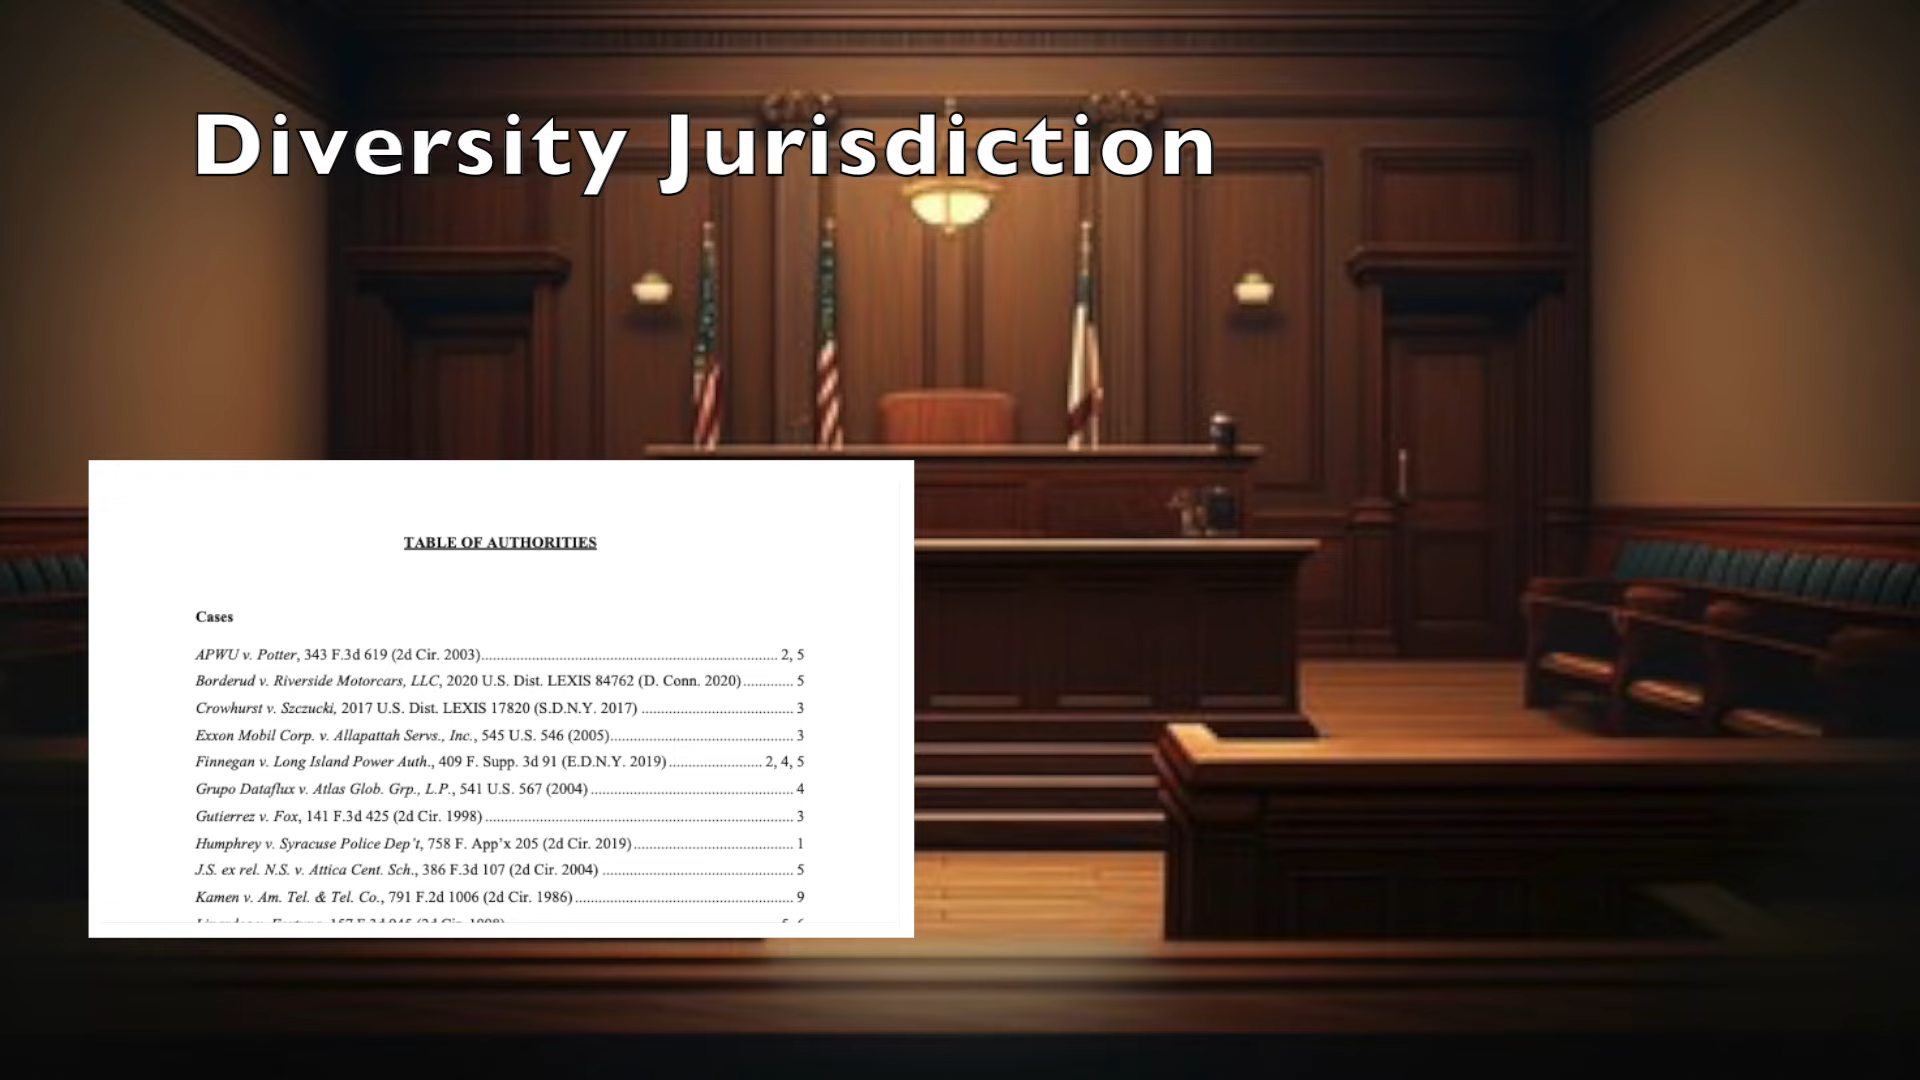 Diversity Jurisdiction
TABLE OF AUTHORITIES
Cases
APWU v. Potter, 343 F.3d 619 (2d Cir. 2003)........................................................................... 2, 5
Borderud v. Riverside Motorcars, LLC, 2020 U.S. Dist. LEXIS 84762 (D. Conn. 2020)............. 5
Crowhurst v. Szczucki, 2017 U.S. Dist. LEXIS 17820 (S.D.N.Y. 2017) ...................................... 3
Exxon Mobil Corp. v. Allapattah Servs., Inc., 545 U.S. 546 (2005).............................................. 3
Finnegan v. Long Island Power Auth., 409 F. Supp. 3d 91 (E.D.N.Y. 2019)........................ 2, 4, 5
Grupo Dataflux v. Atlas Glob. Grp., L.P., 541 U.S. 567 (2004) ................................................... 4
Gutierrez v. Fox, 141 F.3d 425 (2d Cir. 1998) .............................................................................. 3
Humphrey v. Syracuse Police Dep't, 758 F. App'x 205 (2d Cir. 2019)........................................ 1
J.S. ex rel. N.S. v. Attica Cent. Sch., 386 F.3d 107 (2d Cir. 2004) ................................................ 5
Kamen v. Am. Tel. & Tel. Co., 791 F.2d 1006 (2d Cir. 1986)....................................................... 9